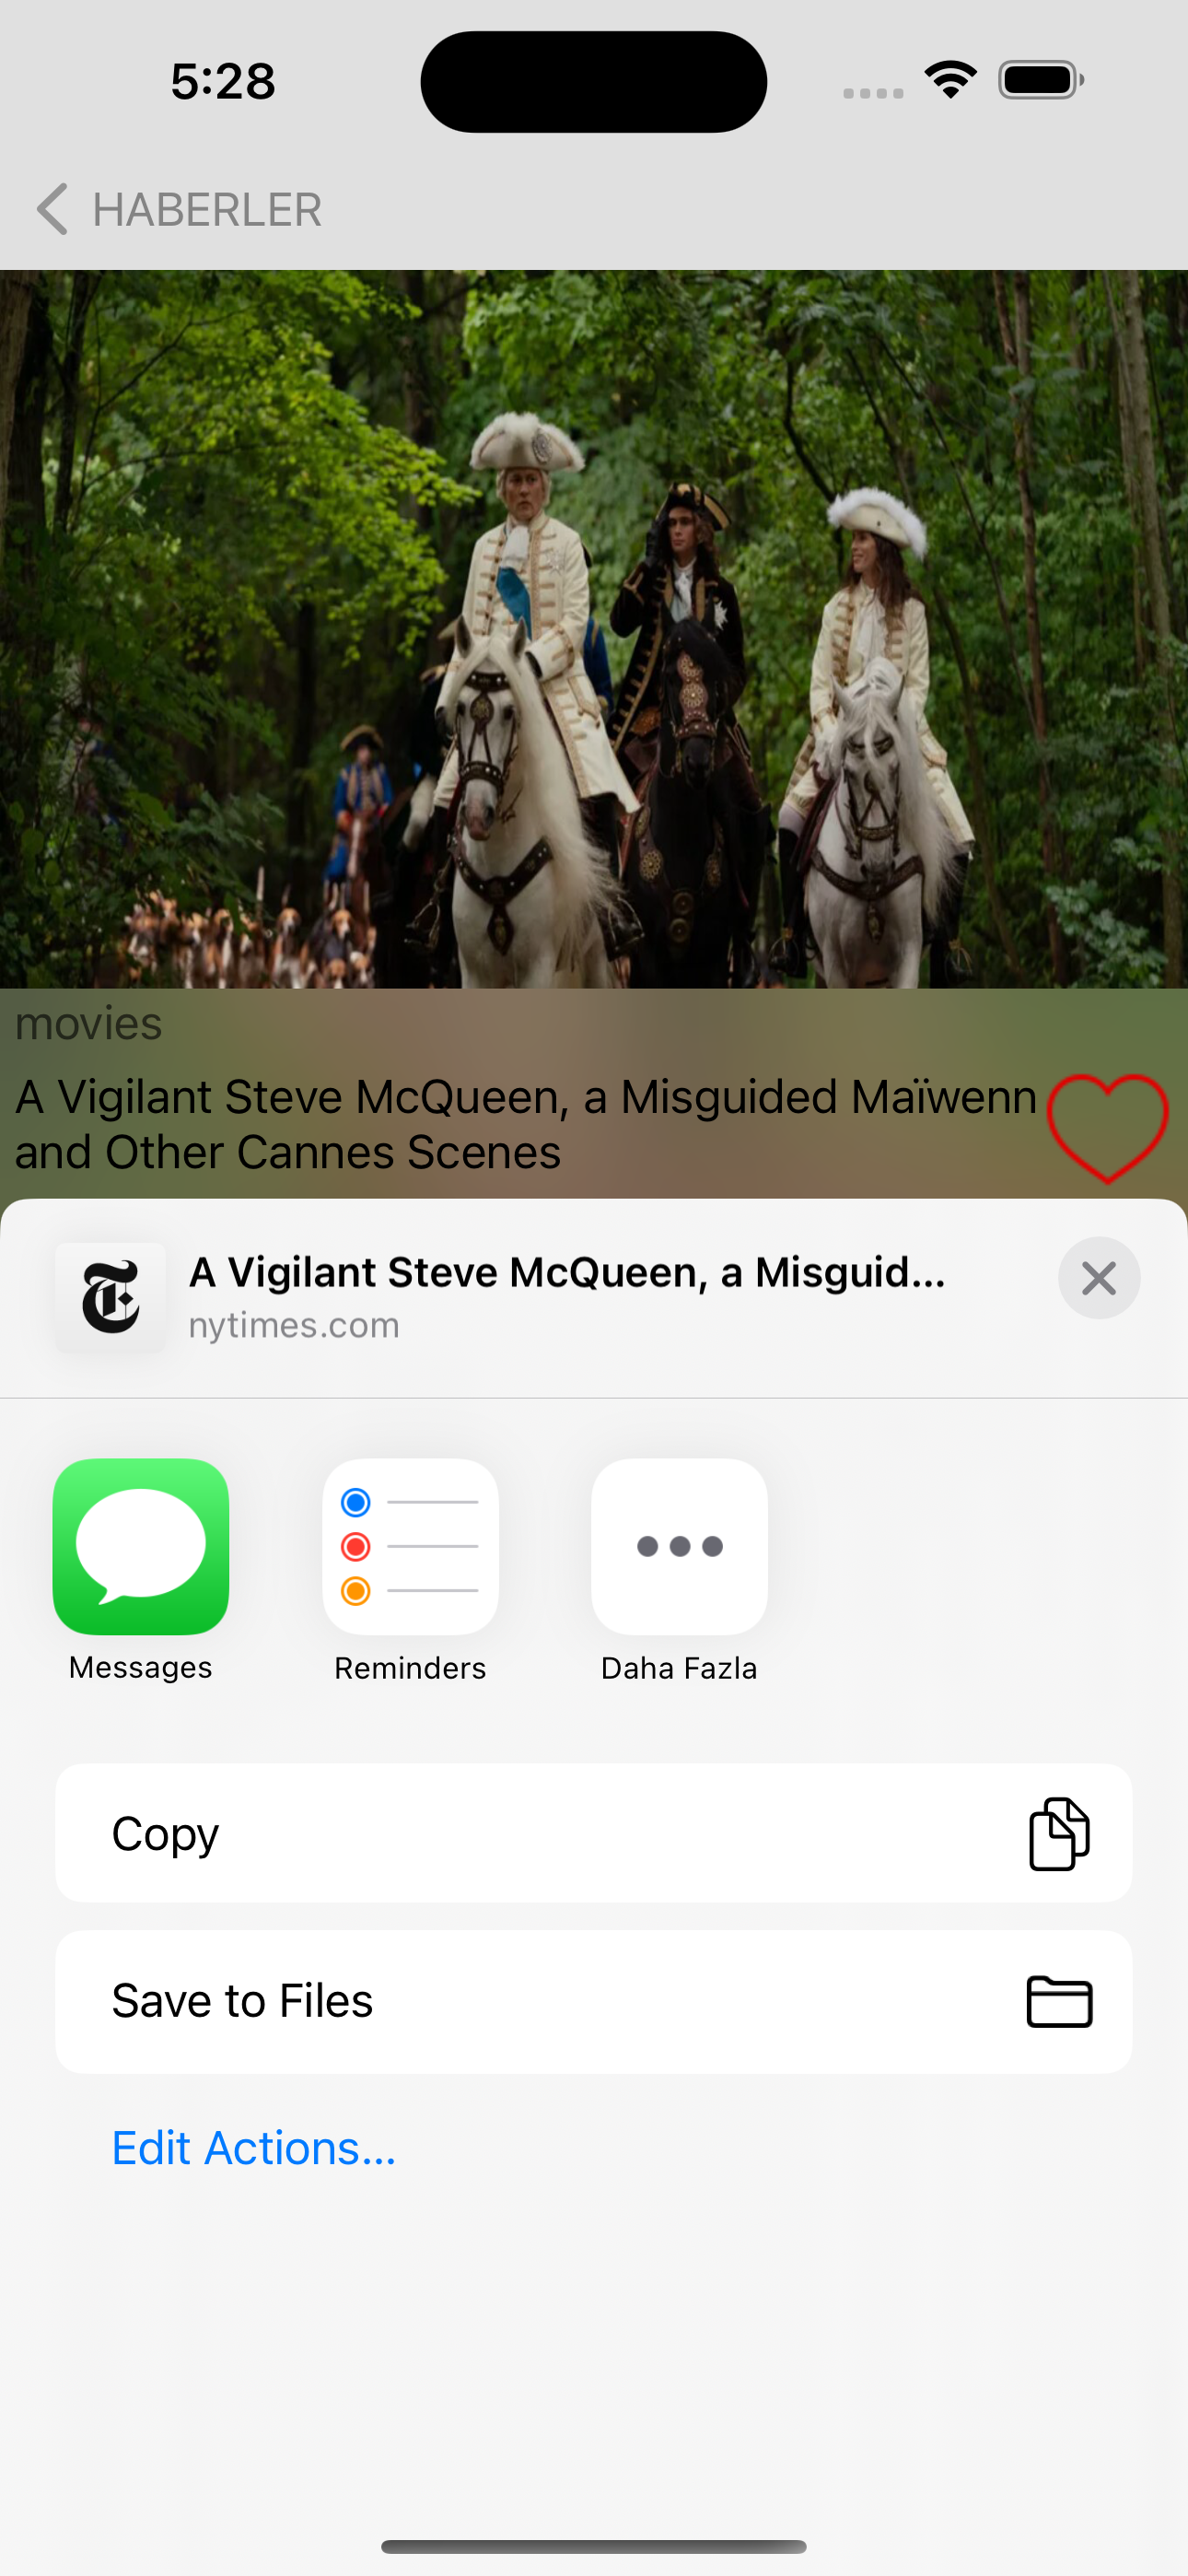 5:28
HABERLER
movies
A Vigilant Steve McQueen, a Misguided Maïwenn
and Other Cannes Scenes
A Vigilant Steve McQueen, a Misguid...
nytimes.com
Messages
Reminders
Daha Fazla
Copy
Save to Files
Edit Actions...